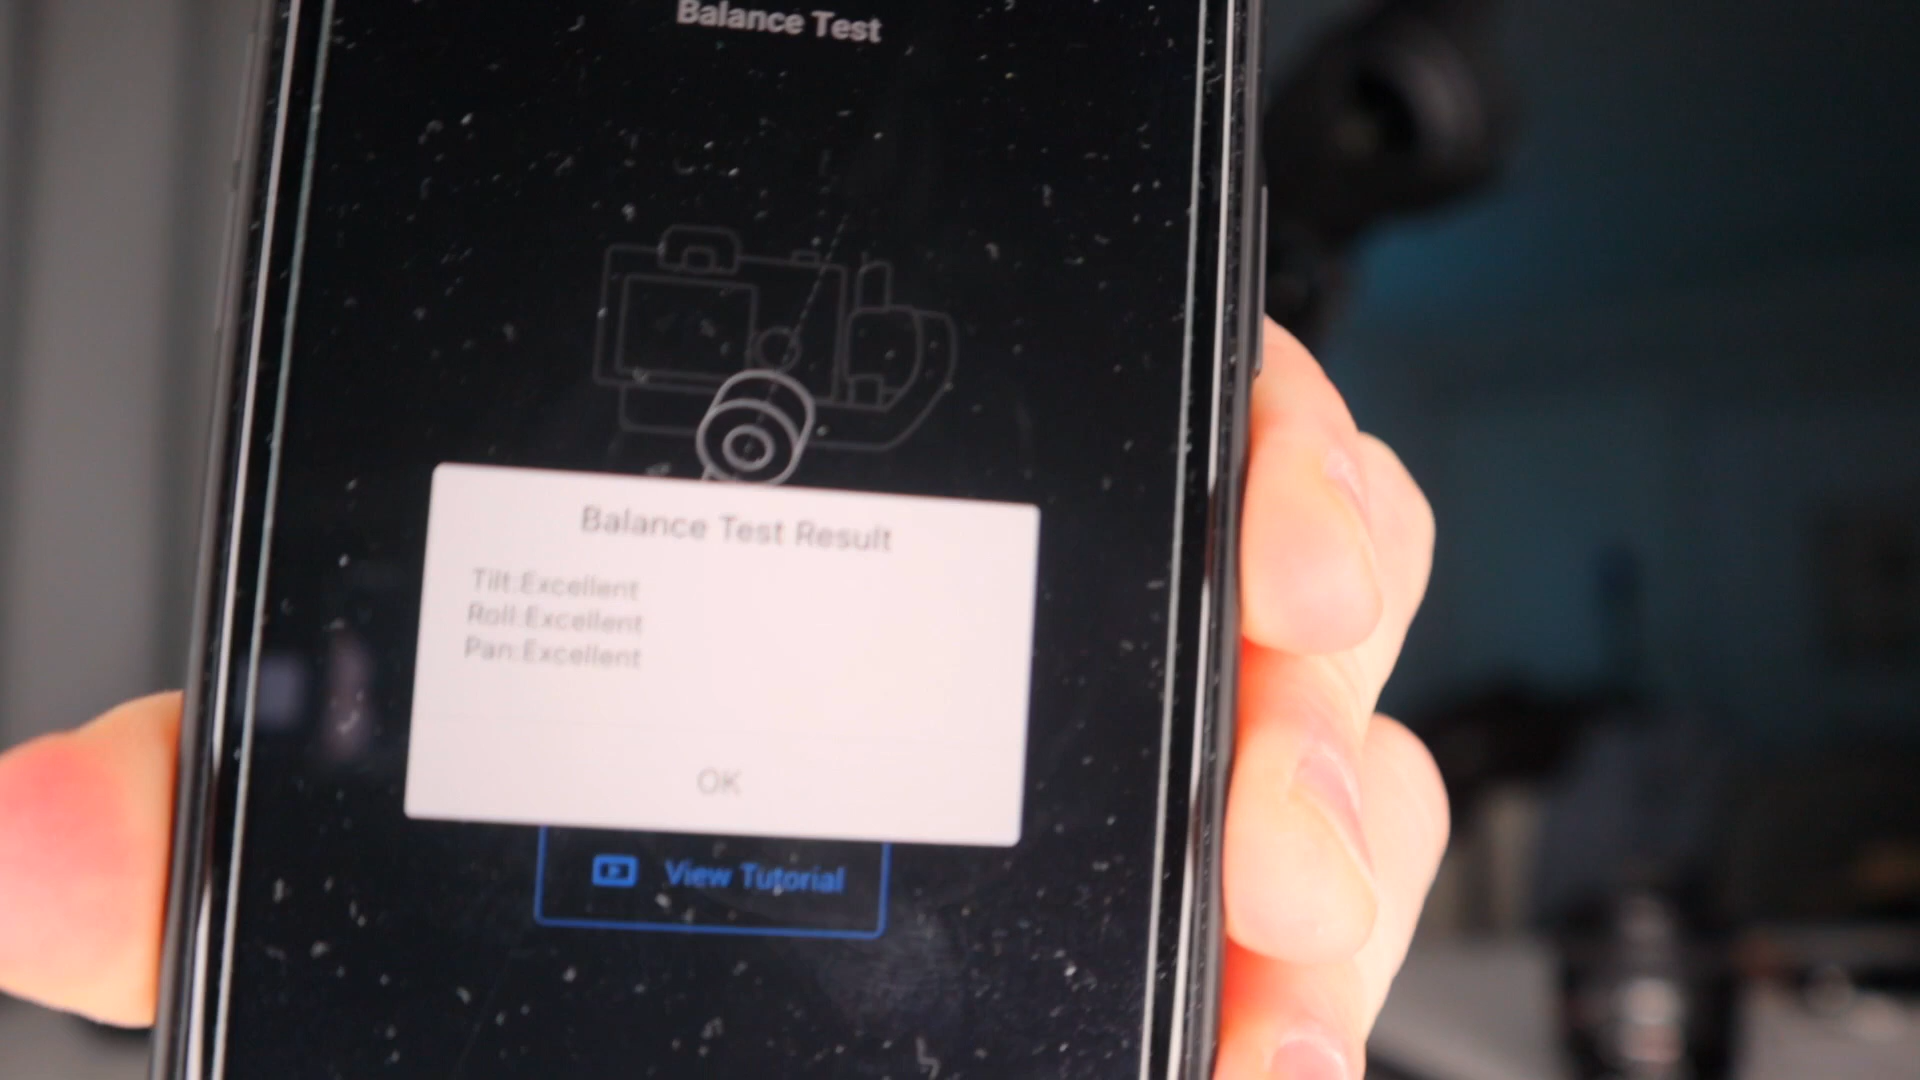 Balance Test
Balance Test Result
Tilt:Excellent
Roll:Excellent
Pan:Excellent
OK
View Tutorial